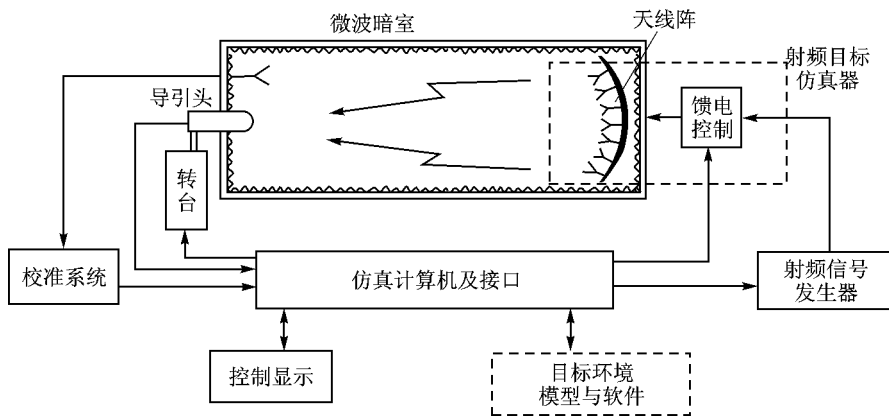 微波暗室
天线阵
射频目标
仿真器
导引头
馈电
控制
转
台
校准系统
仿真计算机及接口
射频信号
发生器
控制显示
目标环境
模型与软件